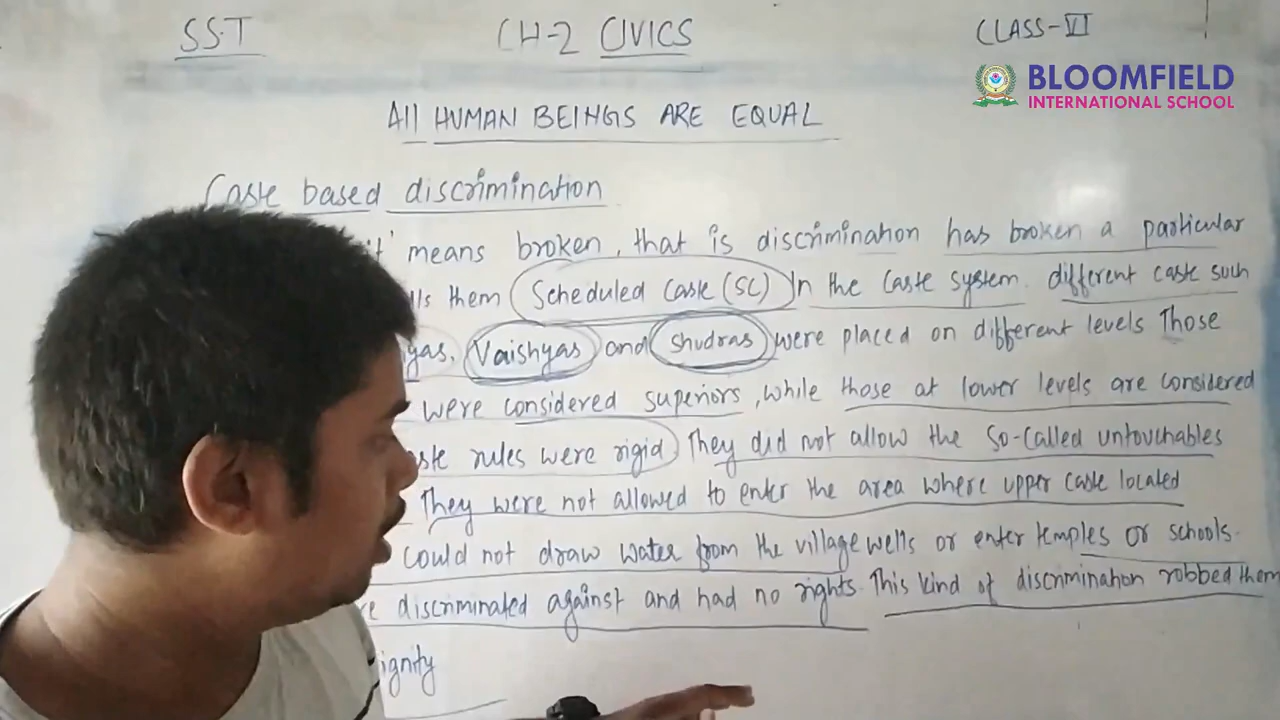 SS.T CH-2 CIVICS CLASS-VI
BLOOMFIELD
INTERNATIONAL SCHOOL
All HUMAN BEINGS ARE EQUAL
Caste based discrimination
means broken, that is discrimination has broken a particular
them Scheduled Caste (SC) In the Caste system. different caste such
Vaishyas and Shudras were placed on different levels Those
were considered superiors, while those at lower levels are considered
rules were rigid They did not allow the So-Called untouchables
They were not allowed to enter the area where upper caste located
could not draw water from the village wells or enter temples or schools.
discriminated against and had no rights. This kind of discrimination robbed them